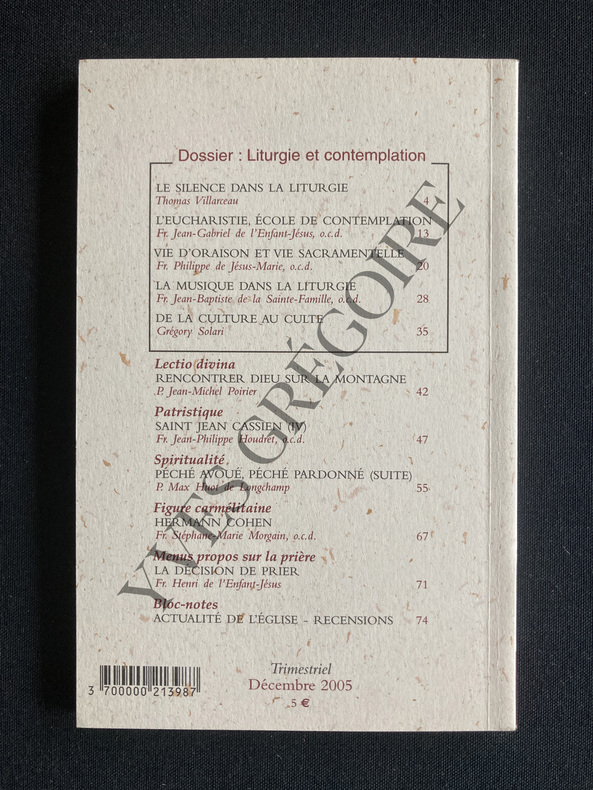 Dossier : Liturgie et contemplation
LE SILENCE DANS LA LITURGIE
Thomas Villarceau 4
L'EUCHARISTIE, ÉCOLE DE CONTEMPLATION
Fr. Jean-Gabriel de l'Enfant-Jésus, o.c.d. 13
VIE D'ORAISON ET VIE SACRAMENTELLE
Fr. Philippe de Jésus-Marie, o.c.d. 20
LA MUSIQUE DANS LA LITURGIE
Fr. Jean-Baptiste de la Sainte-Famille, o.c.d. 28
DE LA CULTURE AU CULTE
Grégory Solari 35
Lectio divina
RENCONTRER DIEU SUR LA MONTAGNE
P. Jean-Michel Poirier 42
Patristique
SAINT JEAN CASSIEN (IV)
Fr. Jean-Philippe Houdret, o.c.d. 47
Spiritualité
PÉCHÉ AVOUÉ, PÉCHÉ PARDONNÉ (SUITE)
P. Max Huot de Longchamp 55
Figure carmélitaine
HERMANN COHEN
Fr. Stéphane-Marie Morgain, o.c.d. 67
Menus propos sur la prière
LA DÉCISION DE PRIER
Fr. Henri de l'Enfant-Jésus 71
Bloc-notes
ACTUALITÉ DE L'ÉGLISE - RECENSIONS 74
Trimestriel
Décembre 2005
5 €
3 700000 213987
YVES GRÉGOIRE